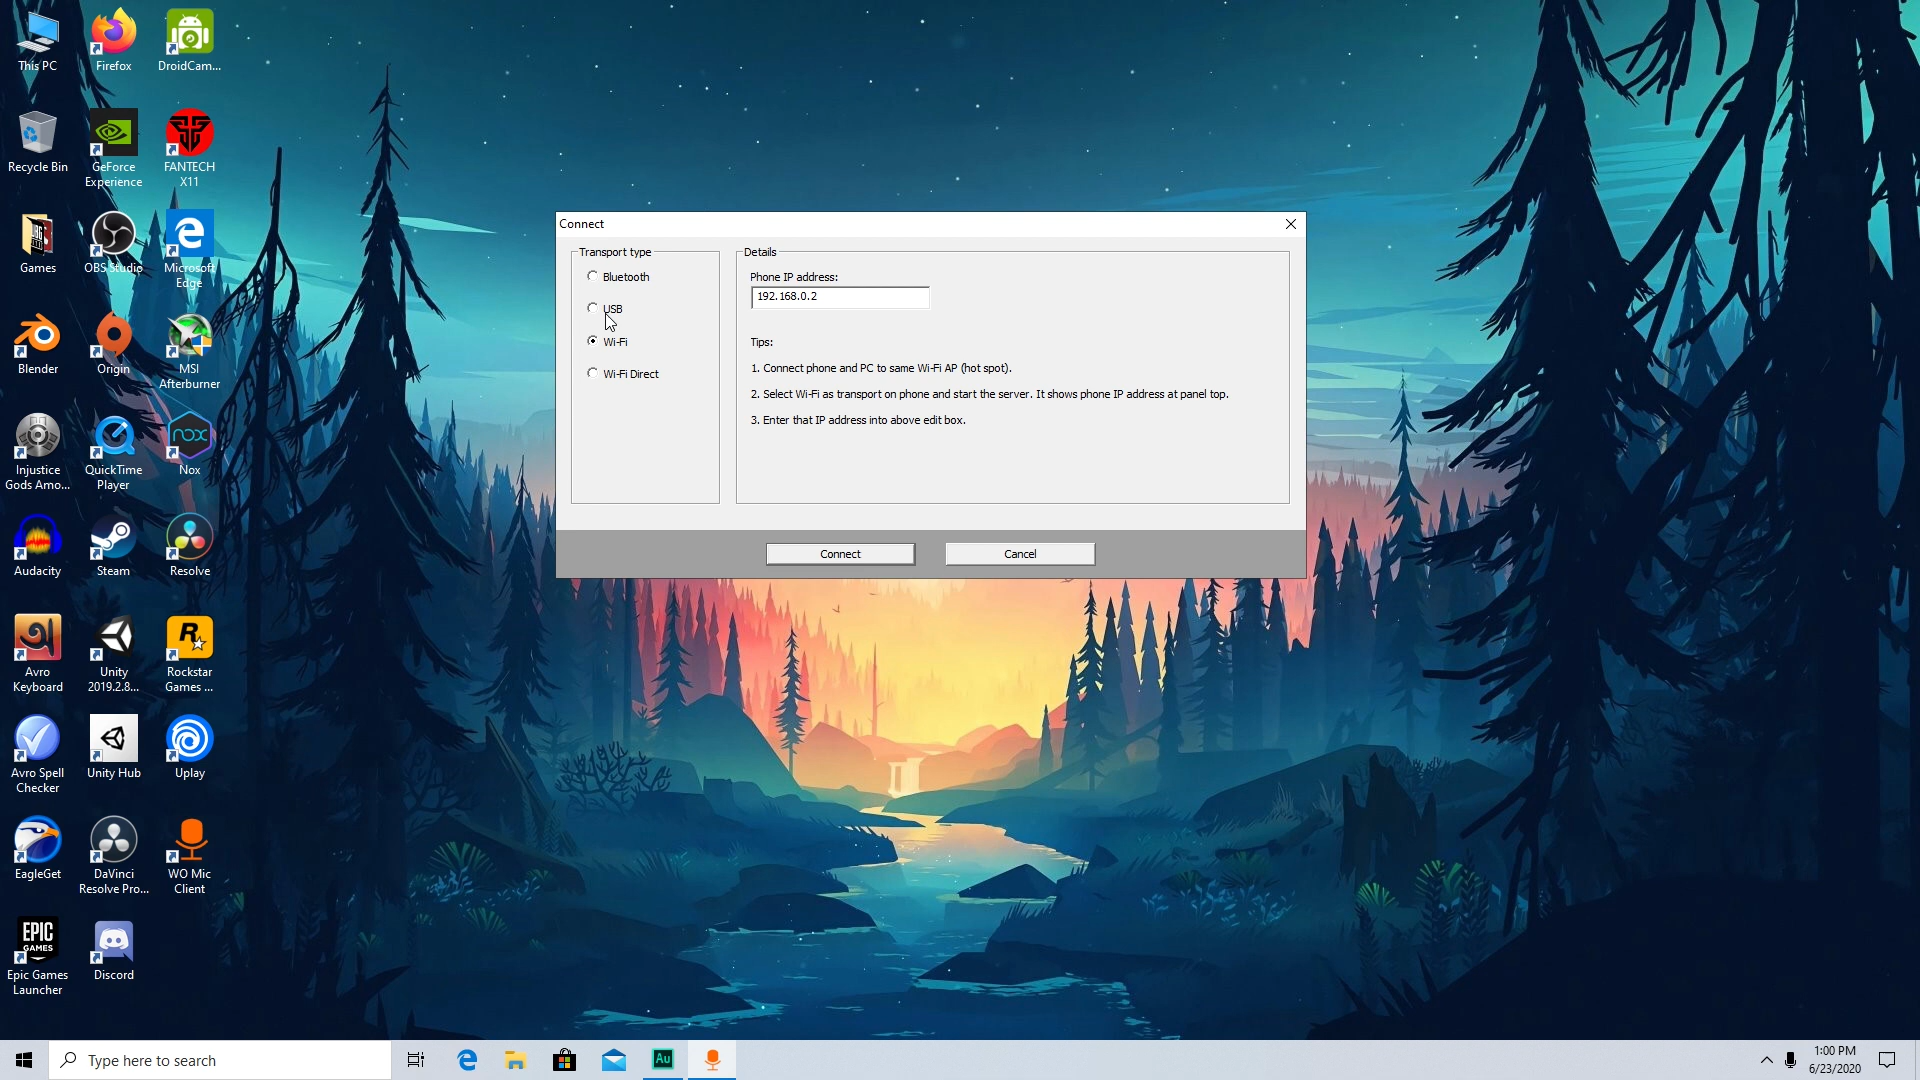 This PC
Firefox
DroidCam...
Recycle Bin
GeForce
Experience
FANTECH
X11
Games
OBS Studio
Microsoft
Edge
Blender
Origin
MSI
Afterburner
Injustice
Gods Amo...
QuickTime
Player
nox
Nox
Audacity
Steam
Resolve
Avro
Keyboard
Unity
2019.2.8...
R
Rockstar
Games ...
Avro Spell
Checker
Unity Hub
Uplay
EagleGet
DaVinci
Resolve Pro...
WO Mic
Client
EPIC
GAMES
Epic Games
Launcher
Discord
Connect
Transport type
Bluetooth
USB
Wi-Fi
Wi-Fi Direct
Details
Phone IP address:
192.168.0.2
Tips:
1. Connect phone and PC to same Wi-Fi AP (hot spot).
2. Select Wi-Fi as transport on phone and start the server. It shows phone IP address at panel top.
3. Enter that IP address into above edit box.
Connect
Cancel
Type here to search
Au
1:00 PM
6/23/2020